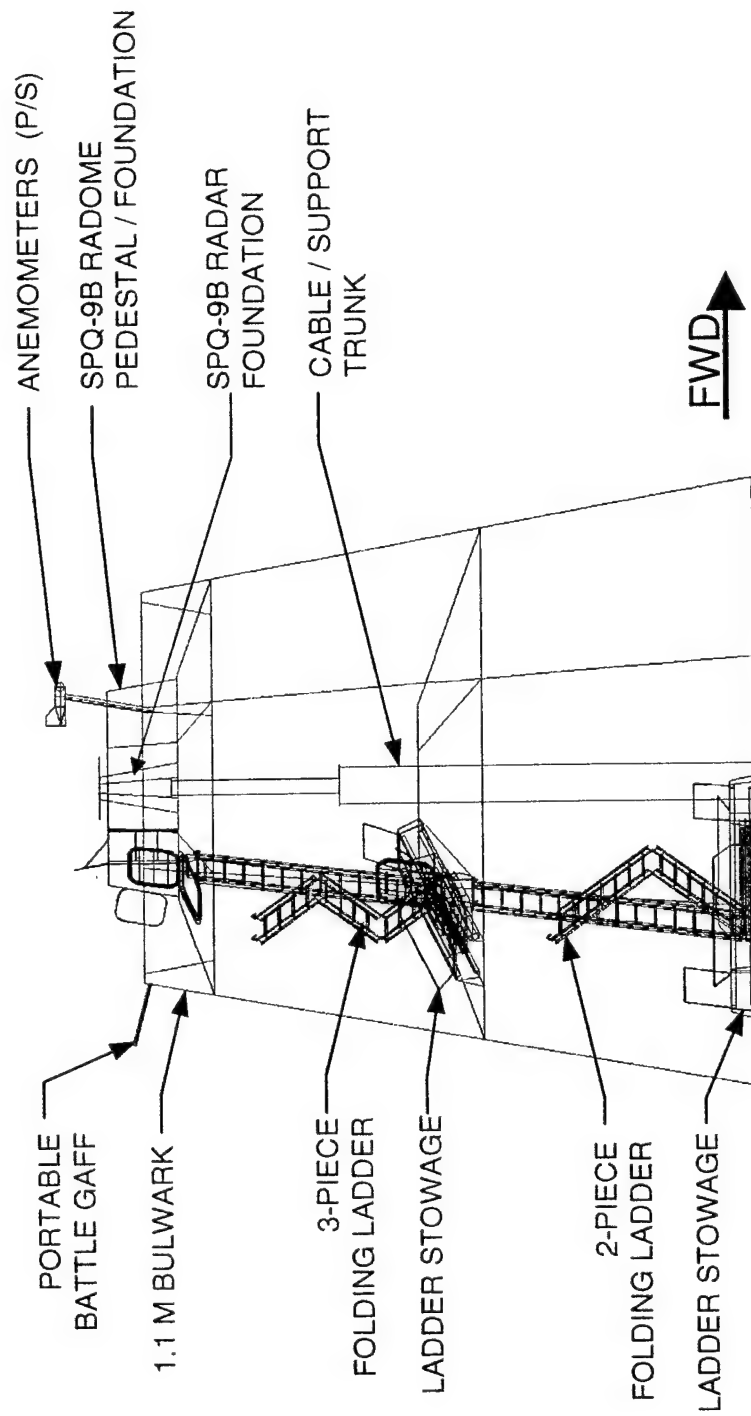 PORTABLE
BATTLE GAFF
1.1 M BULWARK
3-PIECE
FOLDING LADDER
LADDER STOWAGE
2-PIECE
FOLDING LADDER
LADDER STOWAGE
ANEMOMETERS (P/S)
SPQ-9B RADOME
PEDESTAL / FOUNDATION
SPQ-9B RADAR
FOUNDATION
CABLE / SUPPORT
TRUNK
FWD